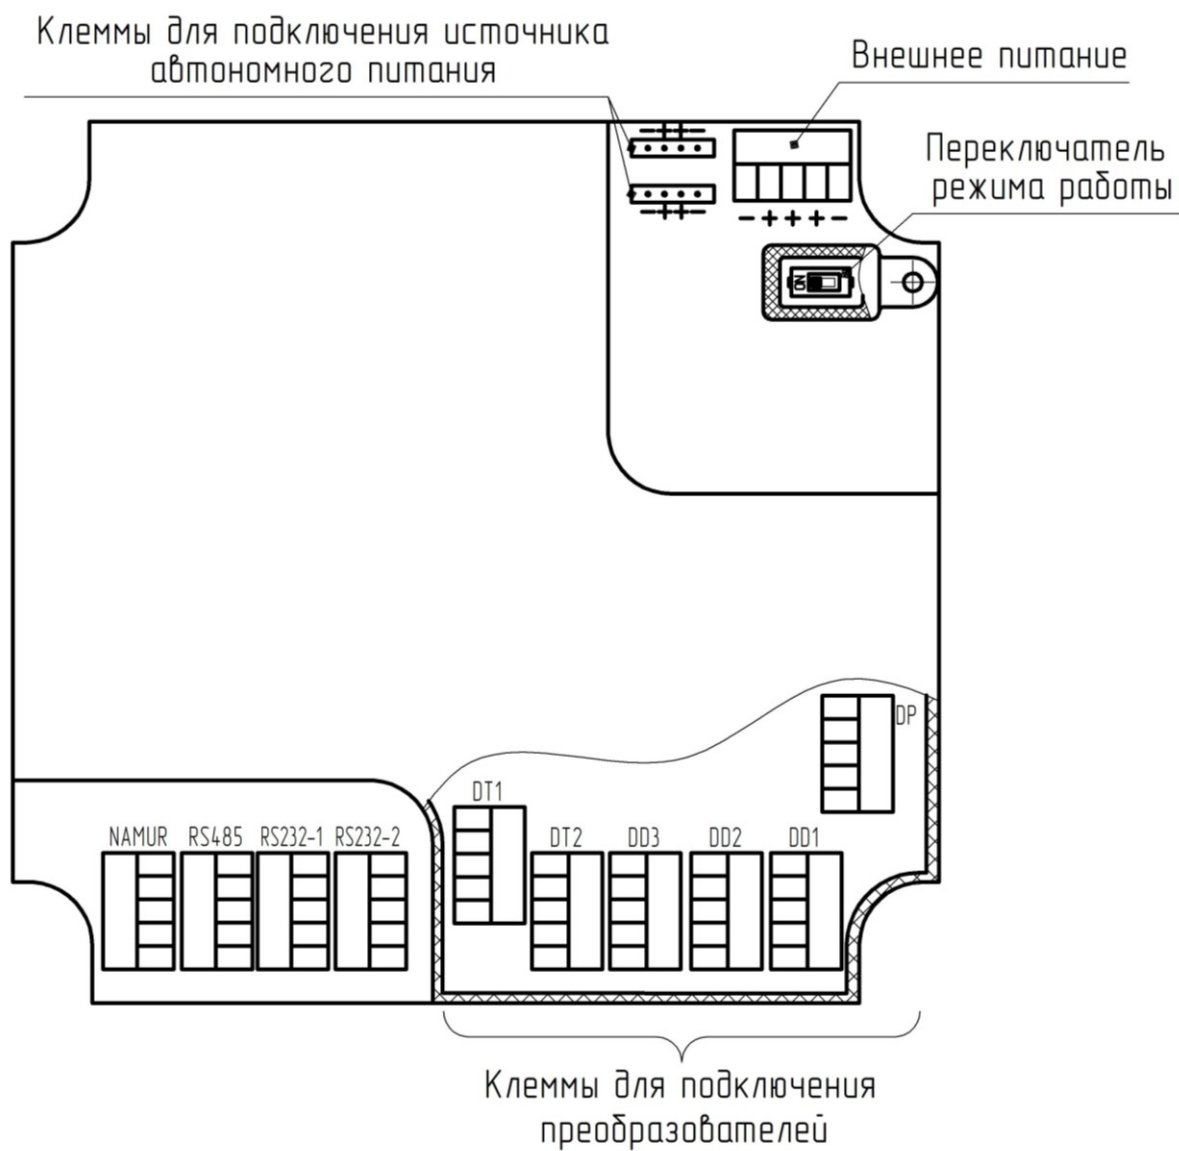 Клеммы для подключения источника
автономного питания
Внешнее питание
Переключатель
режима работы
-++-
-++-
-+++-
ON
DP
DT1
NAMUR RS485 RS232-1 RS232-2 DT2 DD3 DD2 DD1
Клеммы для подключения
преобразователей